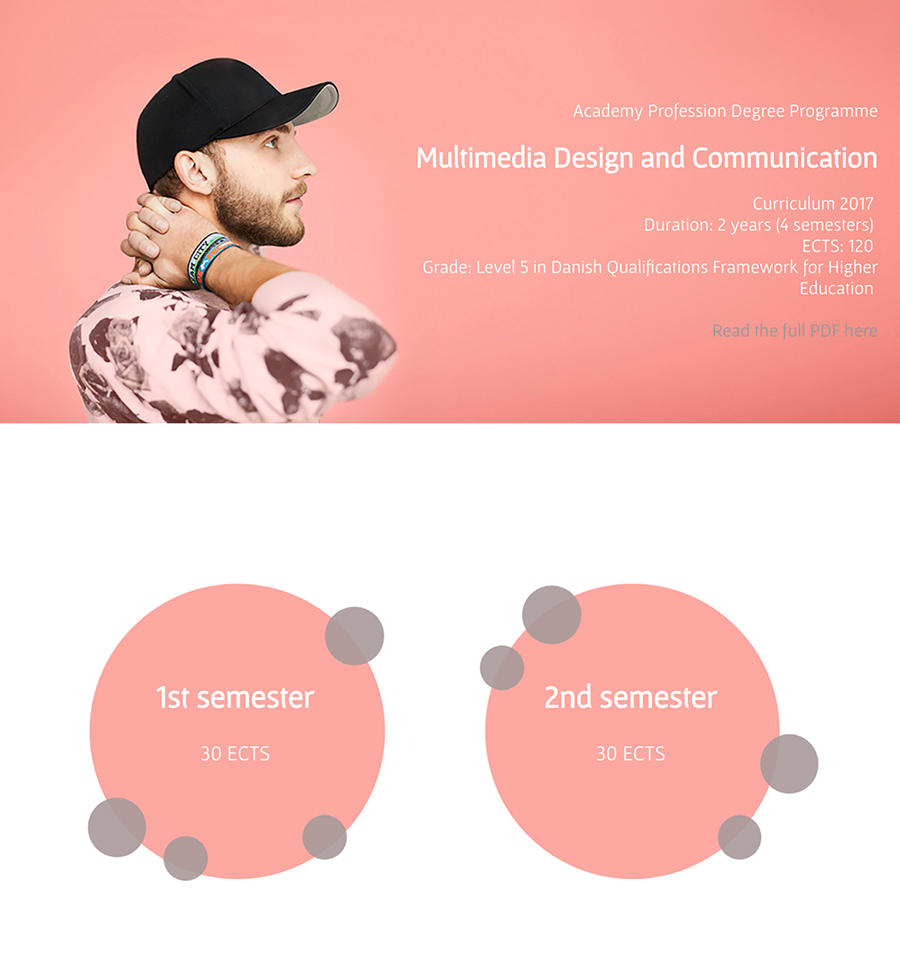 Academy Profession Degree Programme
Multimedia Design and Communication
Curriculum 2017
Duration: 2 years (4 semesters)
ECTS: 120
Grade: Level 5 in Danish Qualifications Framework for Higher
Education
Read the full PDF here
CITY
1st semester
30 ECTS
2nd semester
30 ECTS